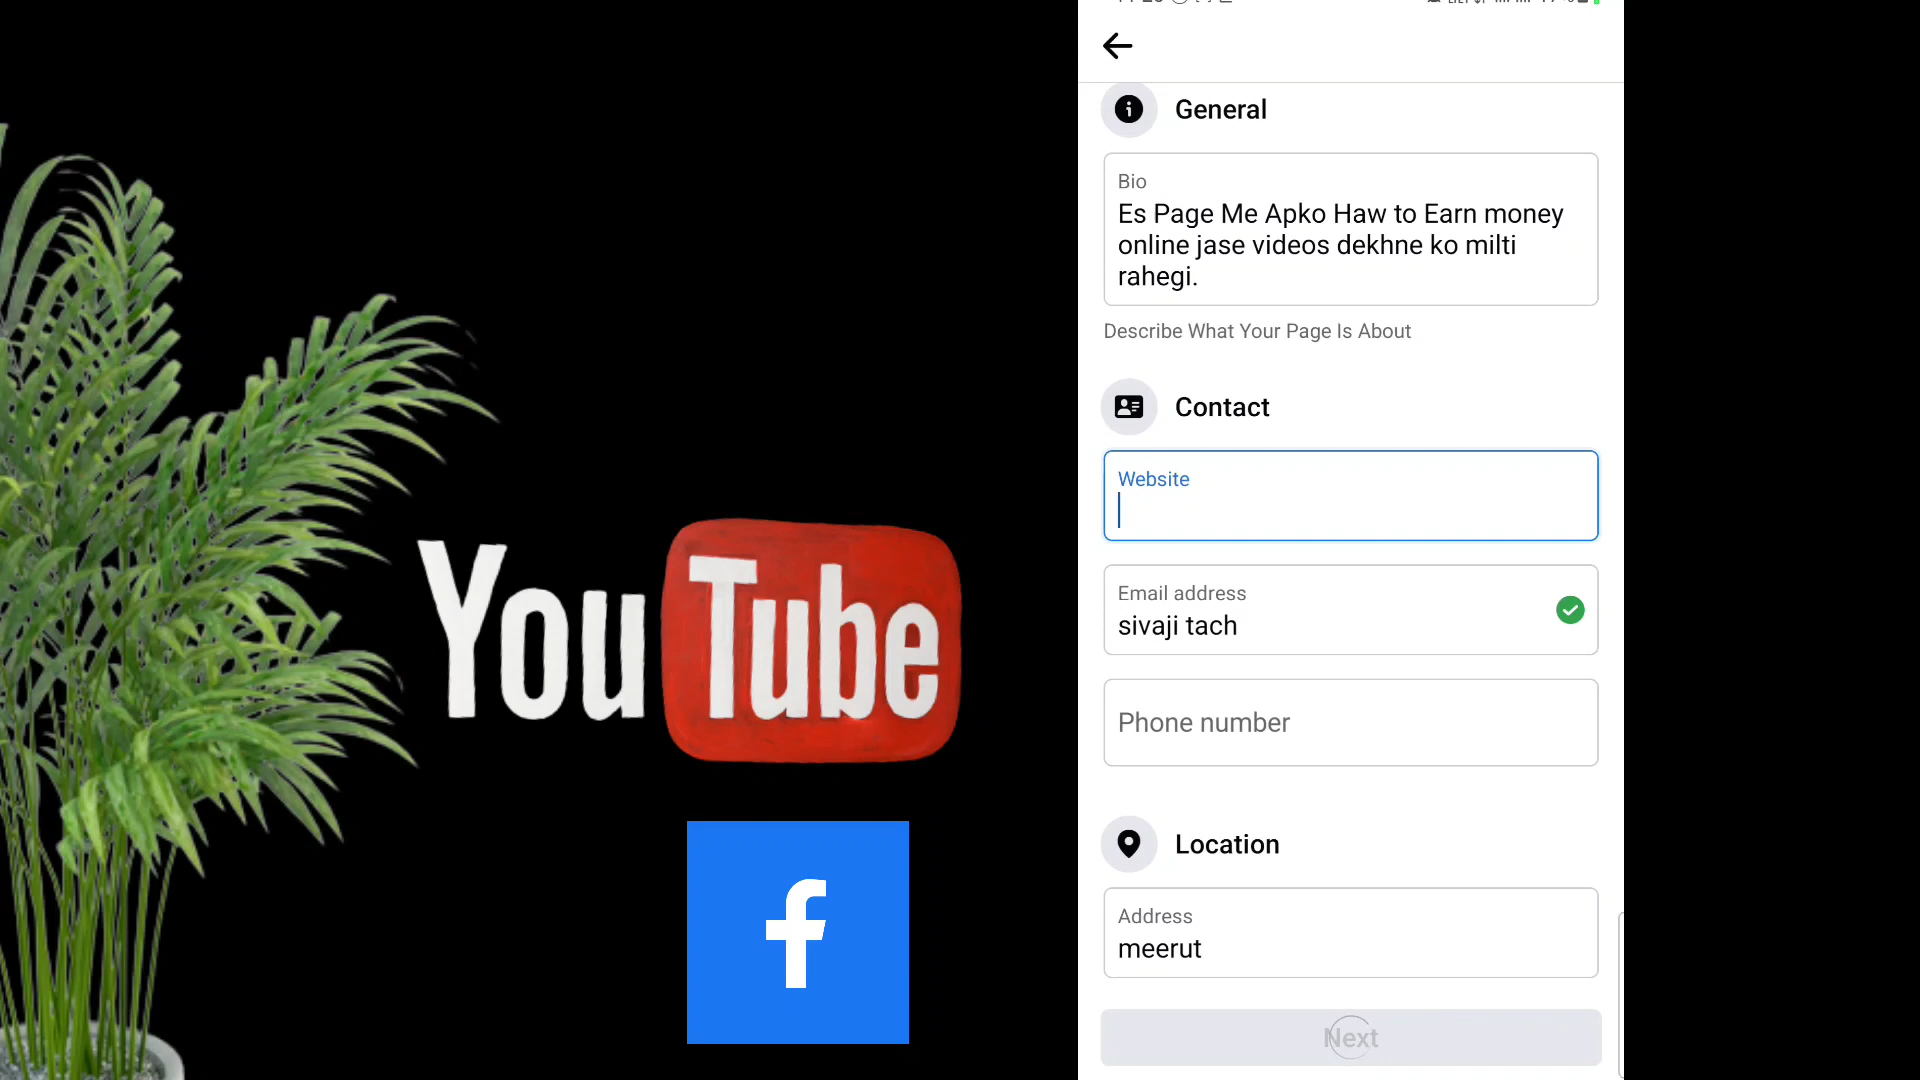 General
Bio
Es Page Me Apko Haw to Earn money
online jase videos dekhne ko milti
rahegi.
Describe What Your Page Is About
Contact
Website
Email address
sivaji tach
Phone number
Location
Address
meerut
Next
YouTube
f